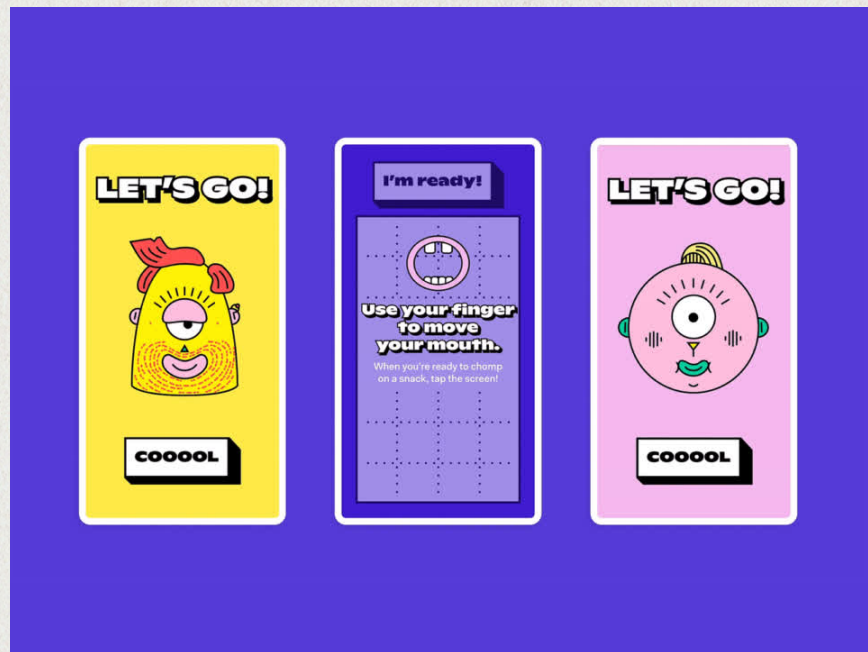 LET'S GO!
COOOOL
I'm ready!
Use your finger
to move
your mouth.
When you're ready to chomp
on a snack, tap the screen!
LET'S GO!
COOOOL